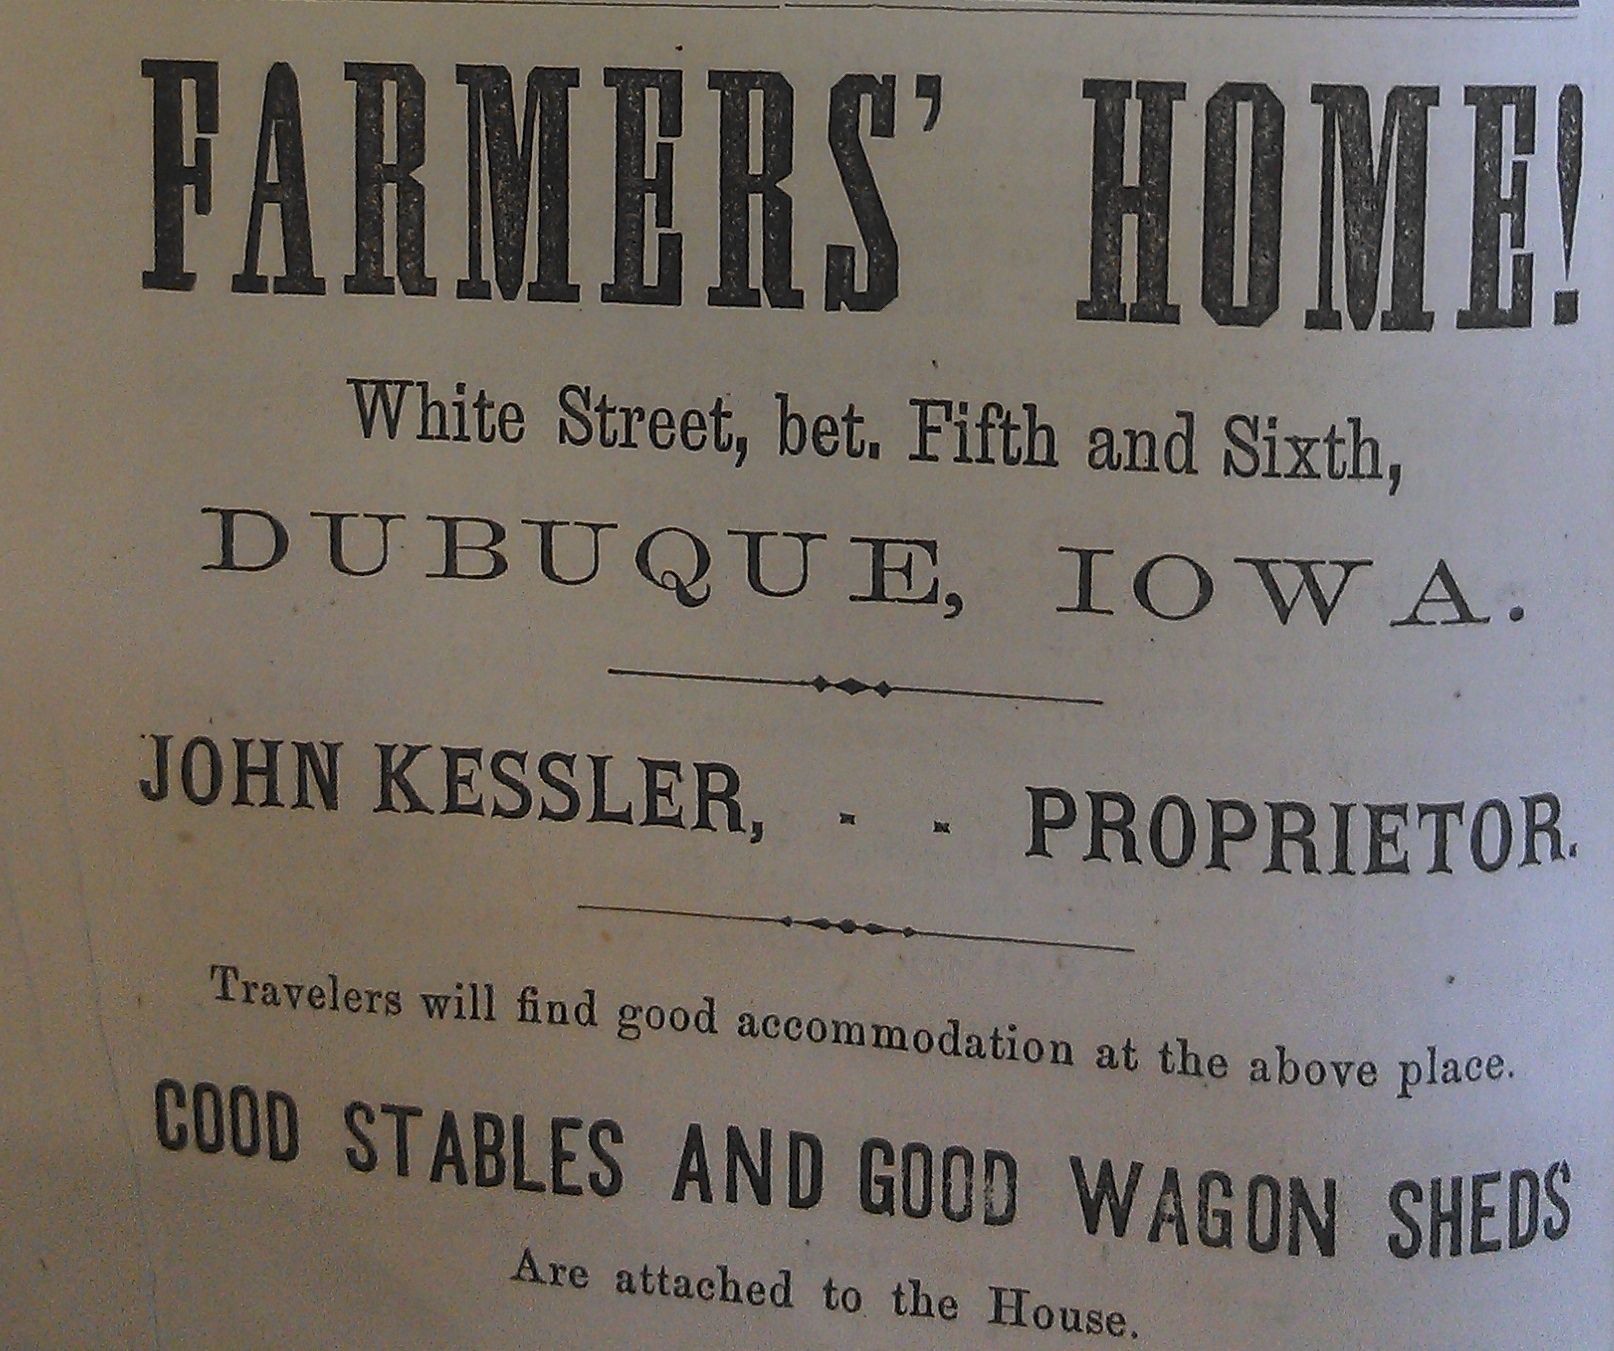 FARMERS' HOME!
White Street, bet. Fifth and Sixth,
DUBUQUE, IOWA.
JOHN KESSLER, - - PROPRIETOR.
Travelers will find good accommodation at the above place.
COOD STABLES AND GOOD WAGON SHEDS
Are attached to the House.